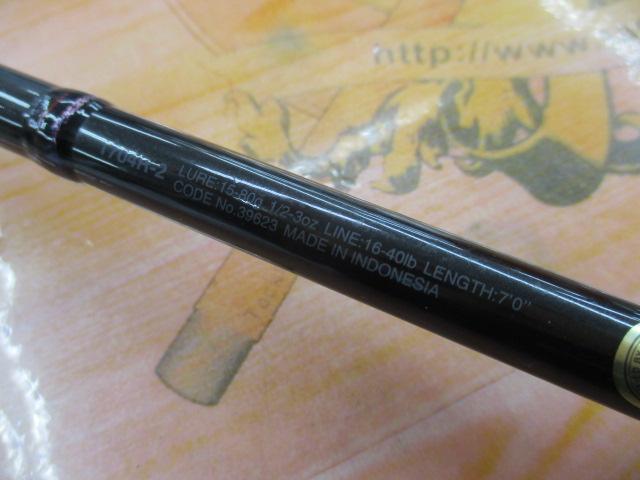 http://www.
1704R-2
LURE:15-80g 1/2-3oz LINE:16-40lb LENGTH:7'0"
CODE No.39623 MADE IN INDONESIA